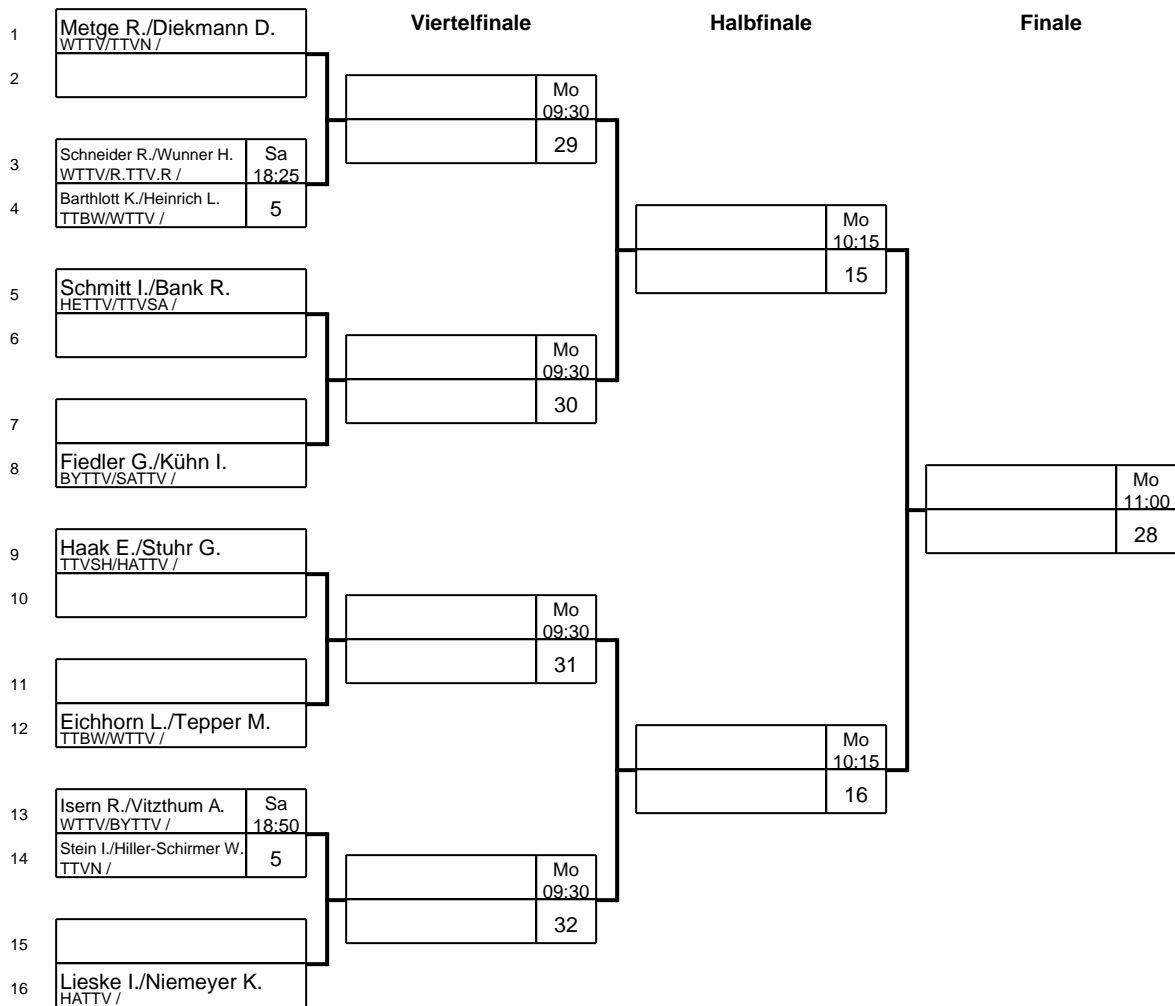 Viertelfinale
Halbfinale
Finale
1
Metge R./Diekmann D.
WTTV/TTVN /
2
3
Schneider R./Wunner H.
WTTV/R.TTV.R /
Sa
18:25
4
Barthlott K./Heinrich L.
TTBW/WTTV /
5
5
Schmitt I./Bank R.
HETTV/TTVSA /
6
7
8
Fiedler G./Kühn I.
BYTTV/SATTV /
9
Haak E./Stuhr G.
TTVSH/HATTV /
10
11
12
Eichhorn L./Tepper M.
TTBW/WTTV /
13
Isern R./Vitzthum A.
WTTV/BYTTV /
Sa
18:50
14
Stein I./Hiller-Schirmer W.
TTVN /
5
15
16
Lieske I./Niemeyer K.
HATTV /
Mo
09:30
29
Mo
09:30
30
Mo
09:30
31
Mo
09:30
32
Mo
10:15
15
Mo
10:15
16
Mo
11:00
28